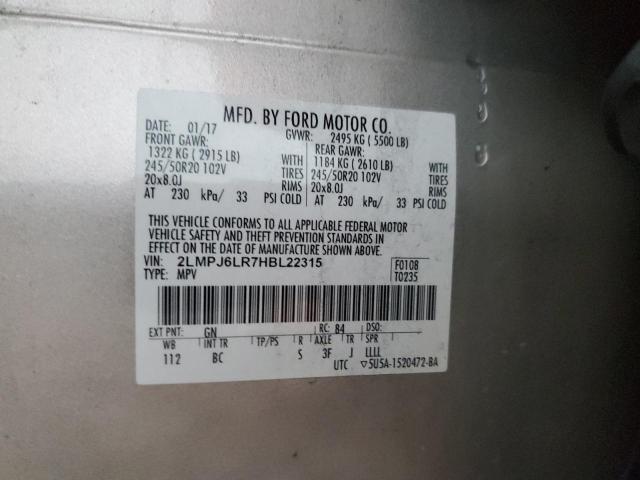 MFD. BY FORD MOTOR CO.
DATE: 01/17 GVWR: 2495 KG ( 5500 LB)
FRONT GAWR: REAR GAWR:
1322 KG ( 2915 LB) WITH 1184 KG ( 2610 LB) WITH
245/50R20 102V TIRES 245/50R20 102V TIRES
20x8.0J RIMS 20x8.0J RIMS
AT 230 kPa/ 33 PSI COLD AT 230 kPa/ 33 PSI COLD
THIS VEHICLE CONFORMS TO ALL APPLICABLE FEDERAL MOTOR
VEHICLE SAFETY AND THEFT PREVENTION STANDARDS IN
EFFECT ON THE DATE OF MANUFACTURE SHOWN ABOVE.
VIN: 2LMPJ6LR7HBL22315 F0108
TYPE: MPV T0235
EXT PNT: GN RC: 84 DSO:
WB INT TR TP/PS R AXLE TR SPR
112 BC S 3F J LLLL
UTC ▽5U5A-1520472-BA